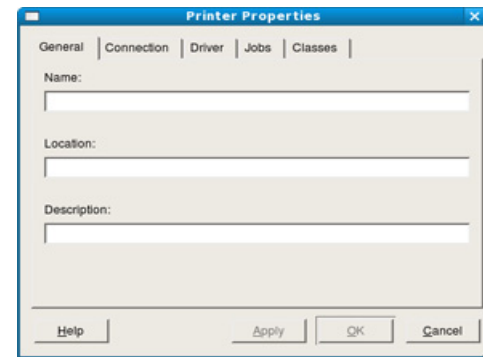 Printer Properties
General Connection Driver Jobs Classes
Name:
Location:
Description:
Help Apply OK Cancel